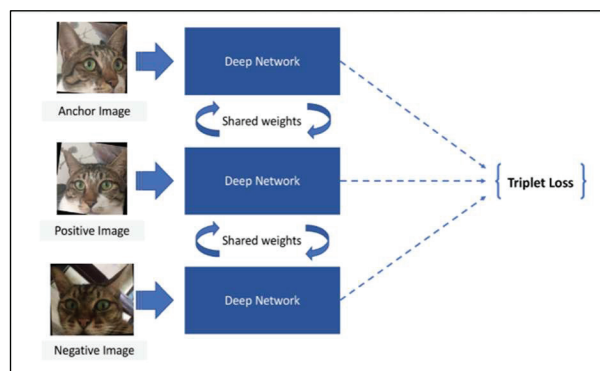 Deep Network
Anchor Image
Shared weights
Deep Network
{ Triplet Loss }
Positive Image
Shared weights
Deep Network
Negative Image